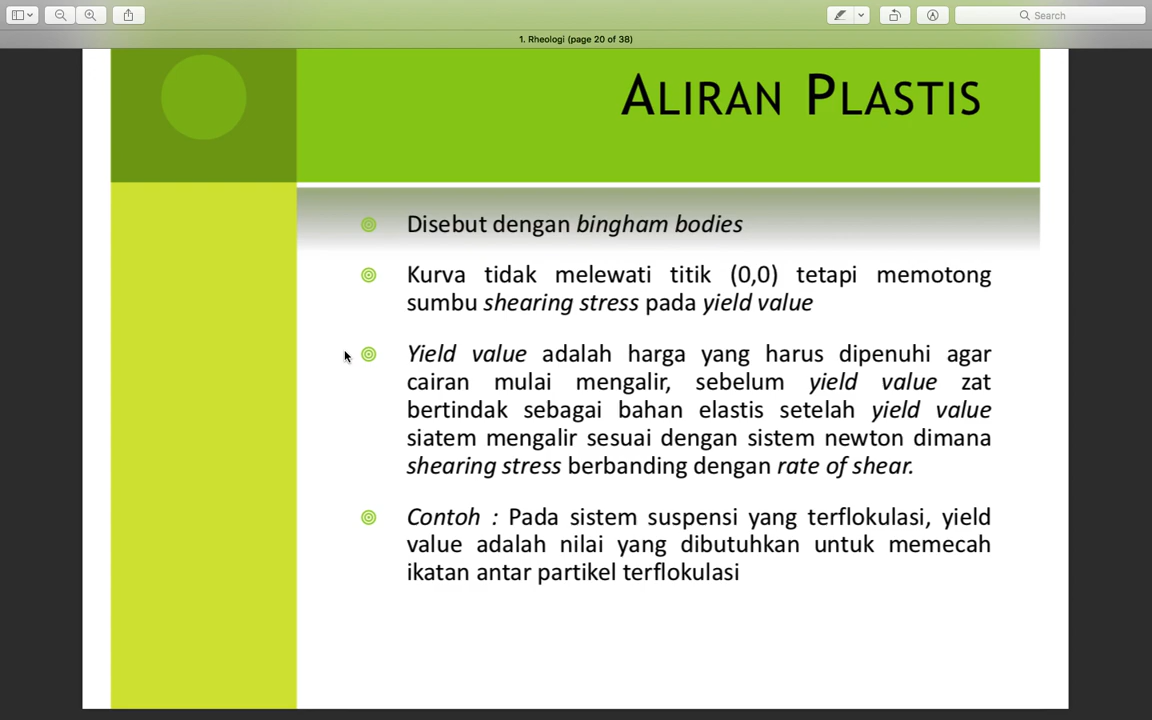 Search
1. Rheologi (page 20 of 38)
ALIRAN PLASTIS
Disebut dengan bingham bodies
Kurva tidak melewati titik (0,0) tetapi memotong
sumbu shearing stress pada yield value
Yield value adalah harga yang harus dipenuhi agar
cairan mulai mengalir, sebelum yield value zat
bertindak sebagai bahan elastis setelah yield value
siatem mengalir sesuai dengan sistem newton dimana
shearing stress berbanding dengan rate of shear.
Contoh : Pada sistem suspensi yang terflokulasi, yield
value adalah nilai yang dibutuhkan untuk memecah
ikatan antar partikel terflokulasi